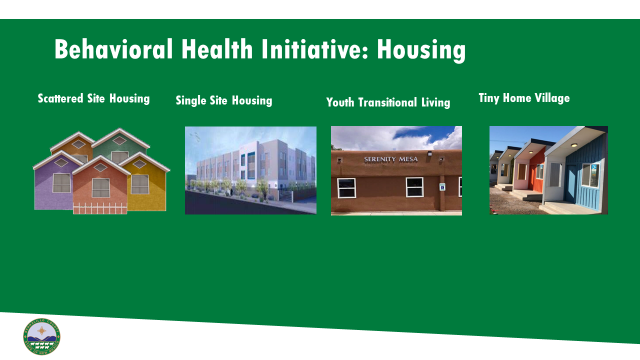 Behavioral Health Initiative: Housing
Scattered Site Housing
Single Site Housing
Youth Transitional Living
Tiny Home Village
SERENITY MESA